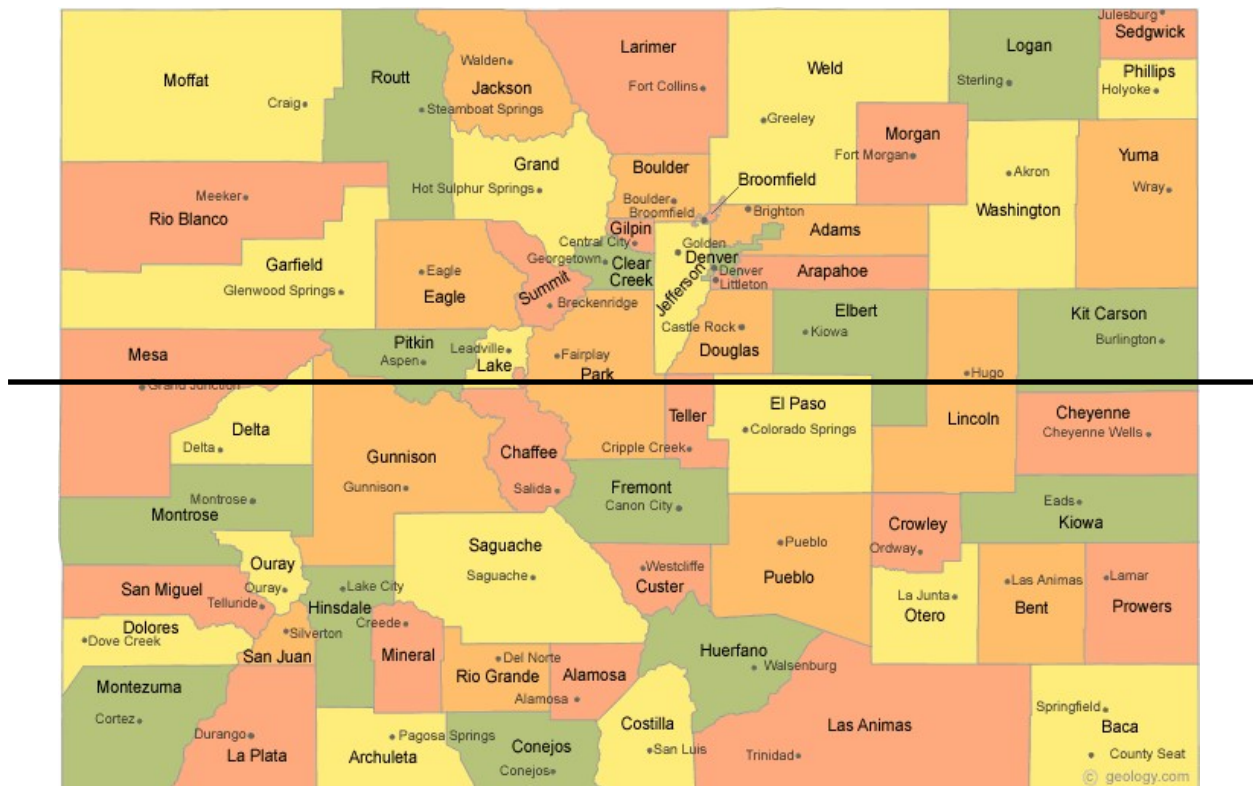 Julesburg
Sedgwick
Logan
Larimer
Walden
Routt
Weld
Phillips
Moffat
Jackson
Fort Collins
Sterling
Holyoke
Craig
Steamboat Springs
Greeley
Morgan
Fort Morgan
Yuma
Grand
Boulder
Broomfield
Akron
Wray
Meeker
Hot Sulphur Springs
Boulder
Broomfield
Brighton
Washington
Rio Blanco
Gilpin
Adams
Central City
Golden
Georgetown
Clear
Creek
Denver
Garfield
Eagle
Denver
Arapahoe
Glenwood Springs
Eagle
Summit
Littleton
Jefferson
Breckenridge
Elbert
Kit Carson
Castle Rock
Kiowa
Burlington
Mesa
Pitkin
Leadville
Fairplay
Douglas
Aspen
Lake
Park
Hugo
Grand Junction
El Paso
Teller
Lincoln
Cheyenne
Delta
Colorado Springs
Cheyenne Wells
Delta
Gunnison
Chaffee
Cripple Creek
Montrose
Gunnison
Salida
Fremont
Canon City
Eads
Montrose
Crowley
Kiowa
Saguache
Pueblo
Ordway
Ouray
Westcliffe
Saguache
Custer
Pueblo
San Miguel
Ouray
Lake City
Las Animas
Lamar
Telluride
Hinsdale
La Junta
Otero
Bent
Prowers
Dolores
Creede
Dove Creek
Silverton
San Juan
Mineral
Del Norte
Rio Grande
Alamosa
Huerfano
Walsenburg
Montezuma
Alamosa
Cortez
Costilla
Las Animas
Springfield
Baca
Durango
La Plata
Pagosa Springs
Archuleta
Conejos
Conejos
San Luis
Trinidad
County Seat
© geology.com